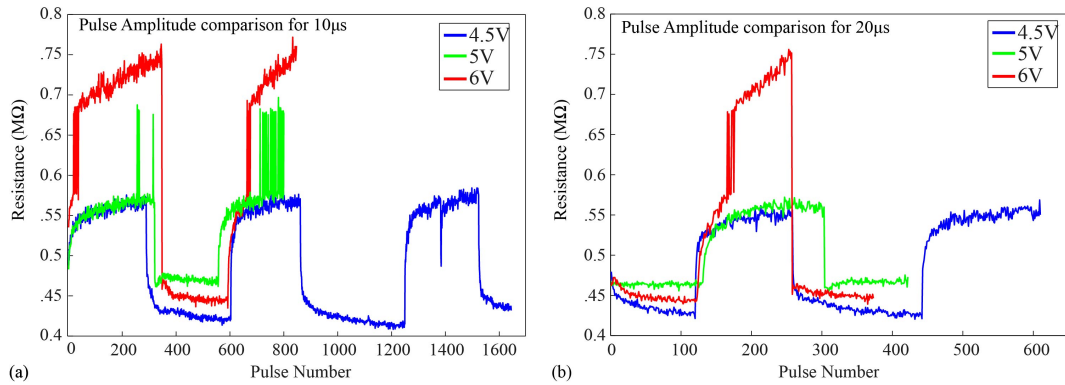 Pulse Amplitude comparison for 10µs
4.5V
5V
6V
0.8
.75
0.7
.65
0.6
.55
0.5
.45
0.4
Resistance (MΩ)
0 200 400 600 800 1000 1200 1400 1600
Pulse Number
(a)
Pulse Amplitude comparison for 20µs
4.5V
5V
6V
0.8
.75
0.7
.65
0.6
.55
0.5
.45
0.4
Resistance (MΩ)
0 100 200 300 400 500 600
Pulse Number
(b)